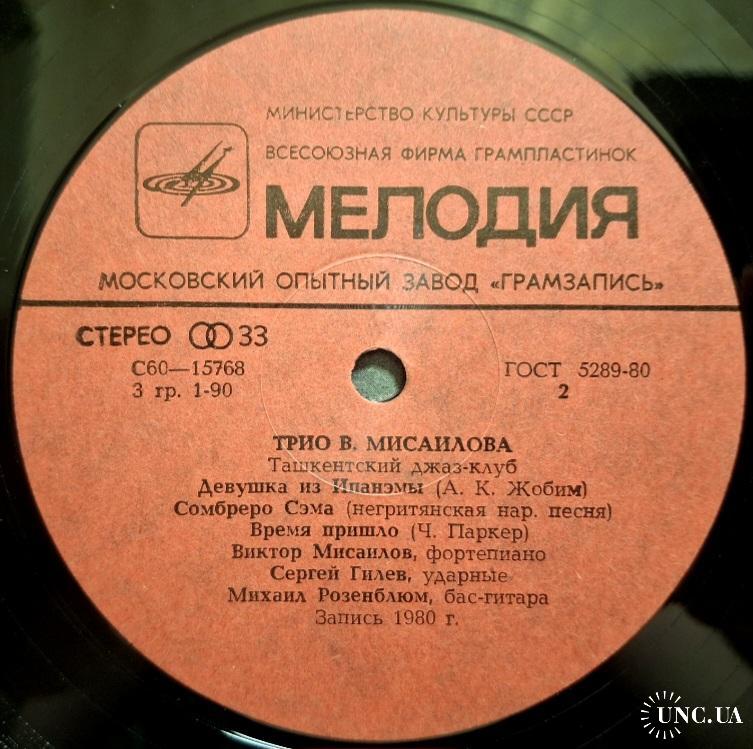 МИНИСТЕРСТВО КУЛЬТУРЫ СССР
ВСЕСОЮЗНАЯ ФИРМА ГРАМПЛАСТИНОК
МЕЛОДИЯ
МОСКОВСКИЙ ОПЫТНЫЙ ЗАВОД «ГРАМЗАПИСЬ»
СТЕРЕО 33
С60—15768
ГОСТ 5289-80
3 гр. 1-90
2
ТРИО В. МИСАИЛОВА
Ташкентский джаз-клуб
Девушка из Ипанэмы (А. К. Жобим)
Сомбреро Сэма (негритянская нар. песня)
Время пришло (Ч. Паркер)
Виктор Мисаилов, фортепиано
Сергей Гилев, ударные
Михаил Розенблюм, бас-гитара
Запись 1980 г.
UNC.UA